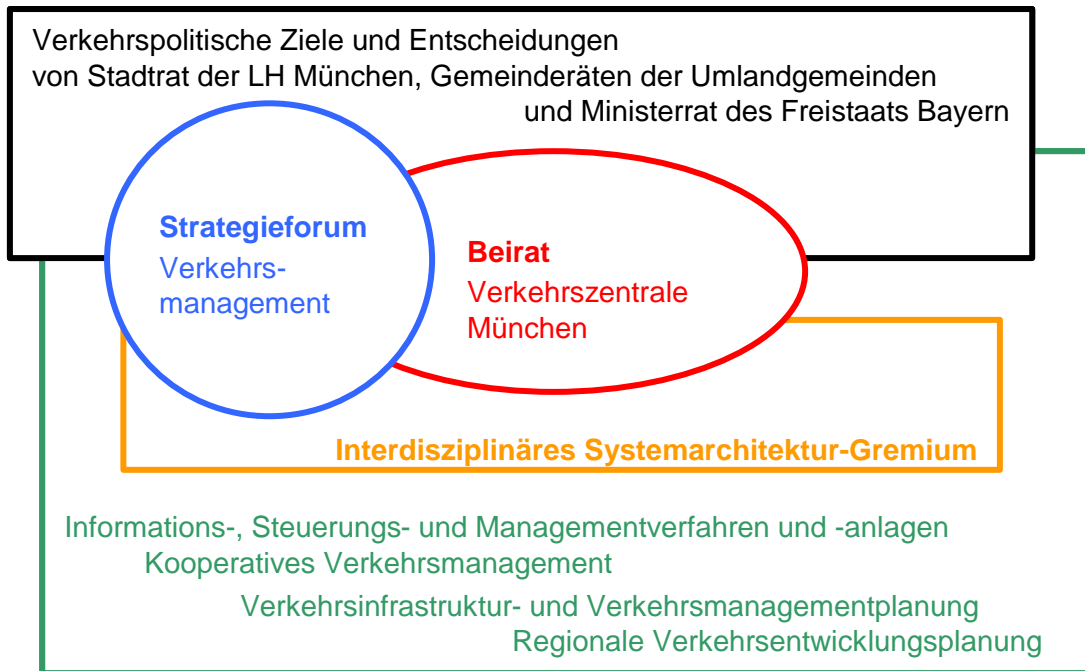 Verkehrspolitische Ziele und Entscheidungen
von Stadtrat der LH München, Gemeinderäten der Umlandgemeinden
und Ministerrat des Freistaats Bayern
Strategieforum
Verkehrs-
management
Beirat
Verkehrszentrale
München
Interdisziplinäres Systemarchitektur-Gremium
Informations-, Steuerungs- und Managementverfahren und -anlagen
Kooperatives Verkehrsmanagement
Verkehrsinfrastruktur- und Verkehrsmanagementplanung
Regionale Verkehrsentwicklungsplanung